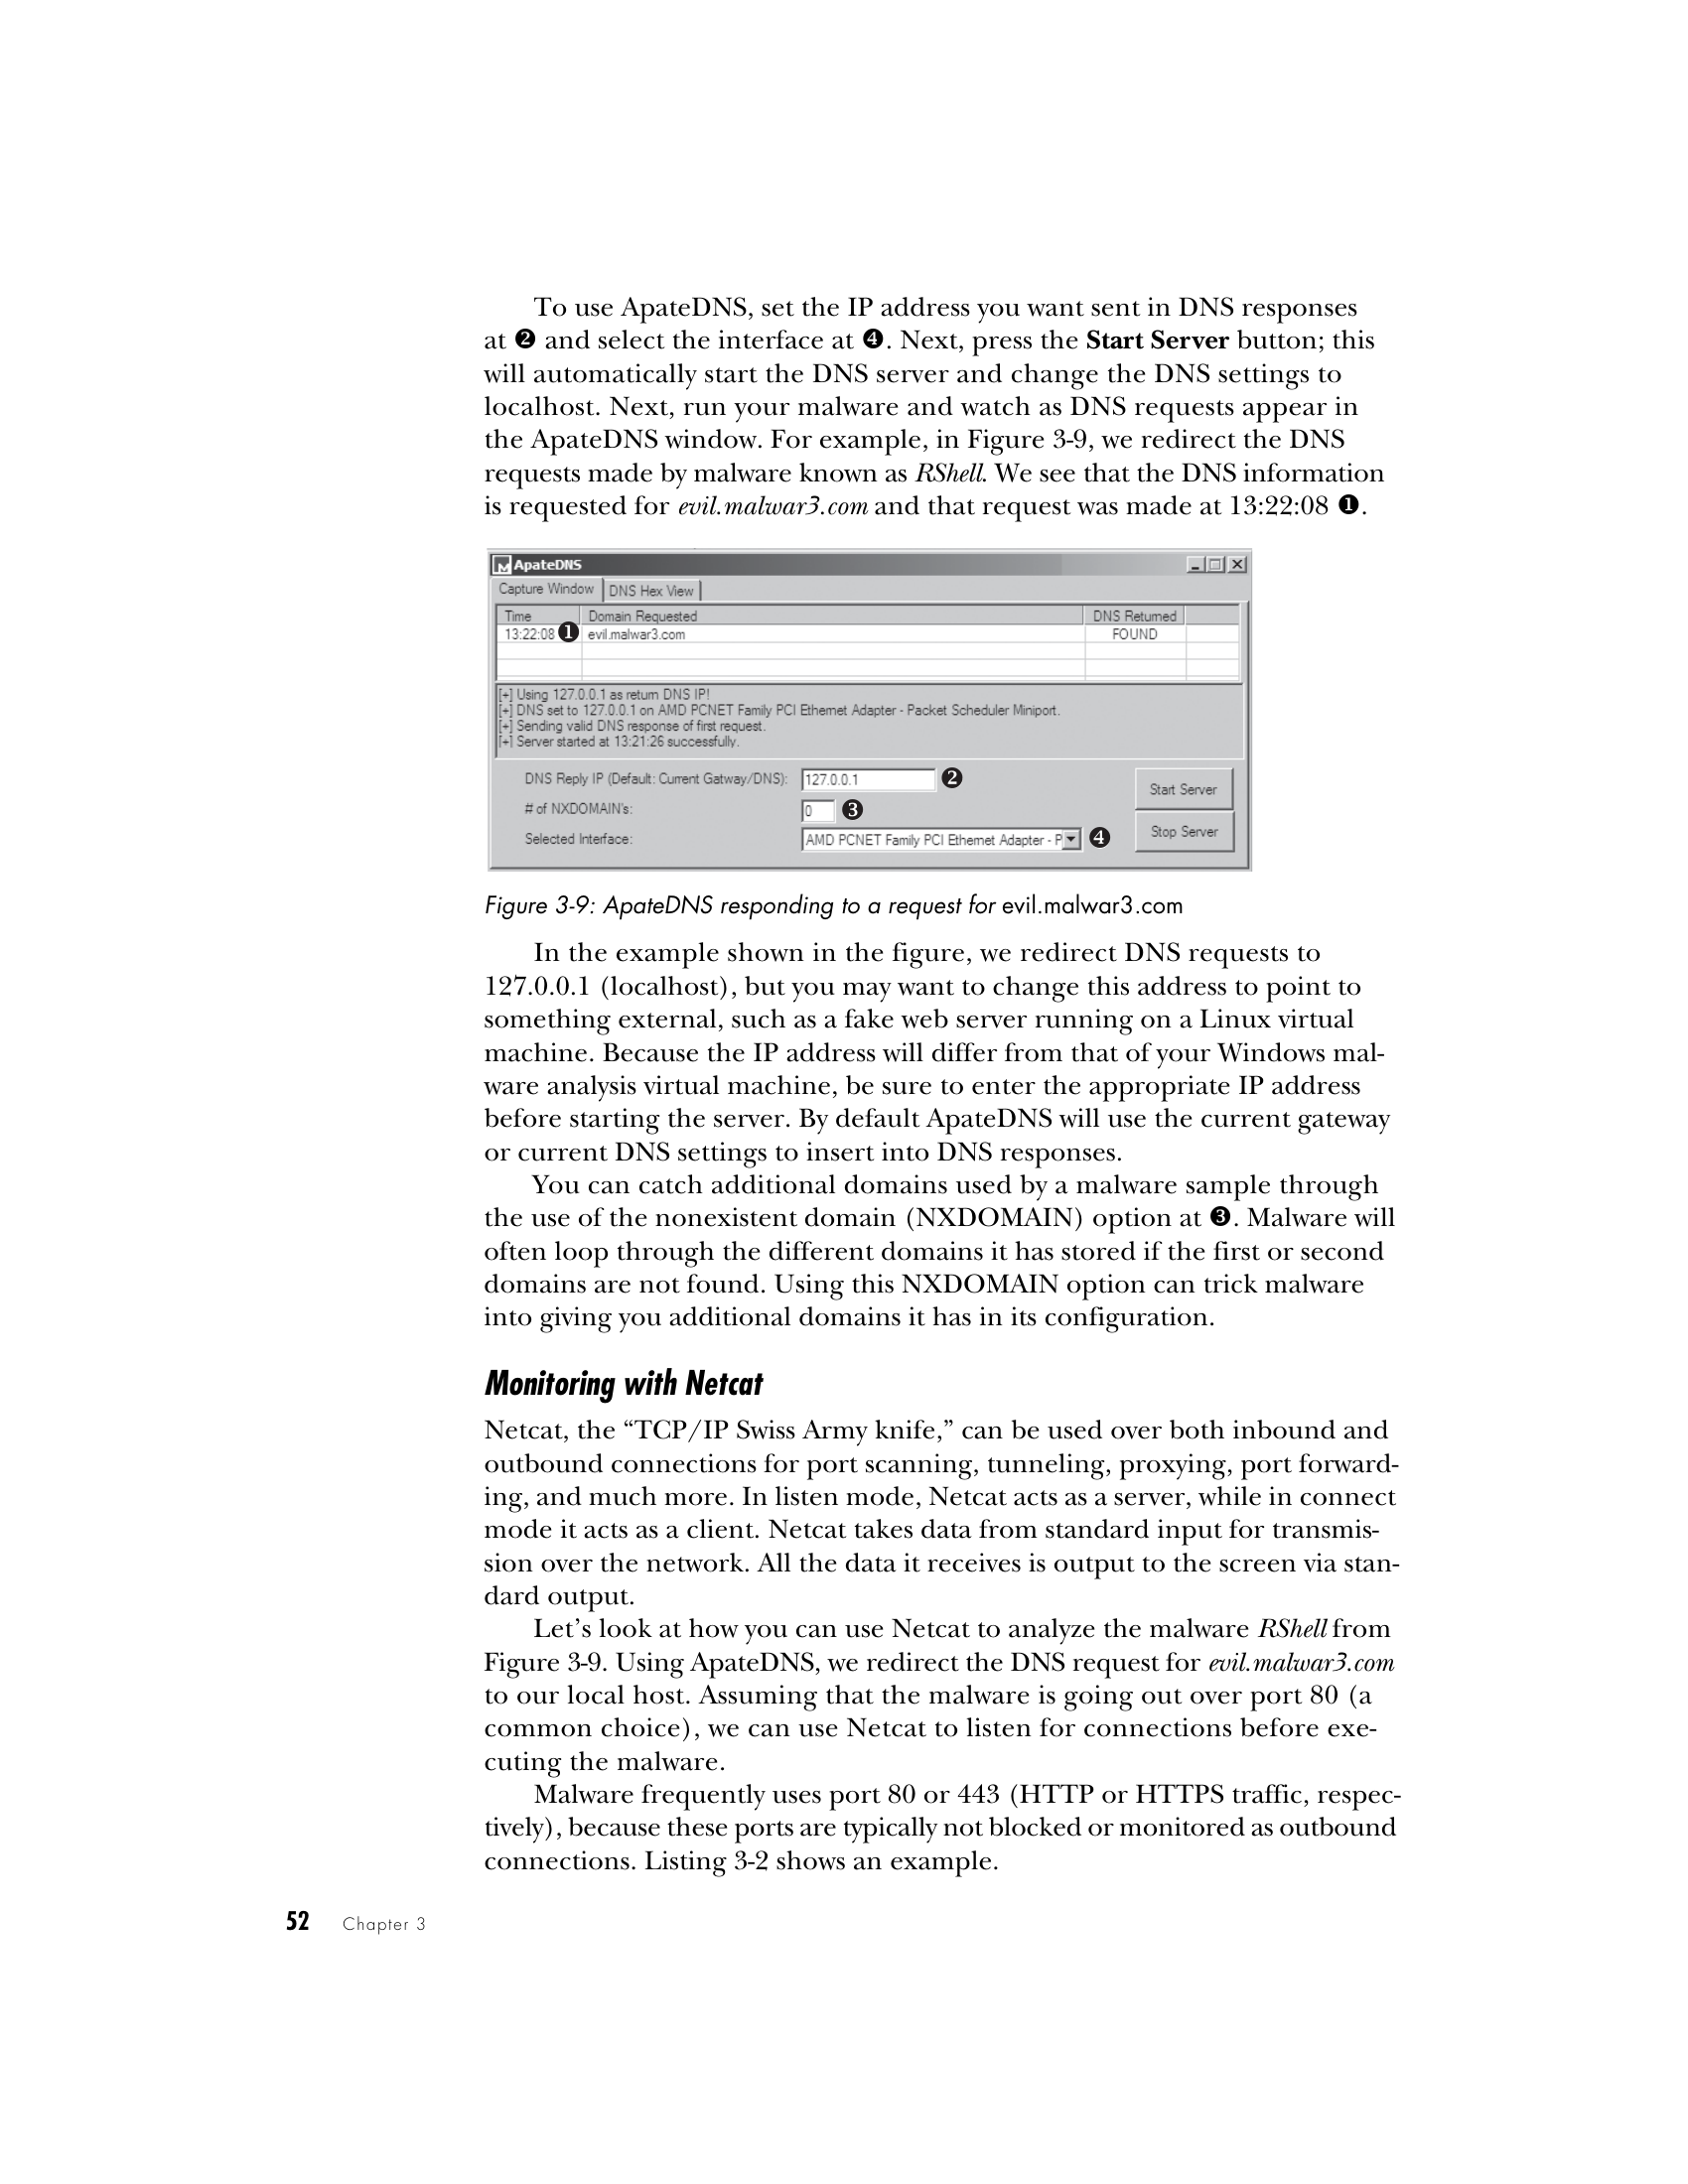 To use ApateDNS, set the IP address you want sent in DNS responses
at ❷ and select the interface at ❹. Next, press the Start Server button; this
will automatically start the DNS server and change the DNS settings to
localhost. Next, run your malware and watch as DNS requests appear in
the ApateDNS window. For example, in Figure 3-9, we redirect the DNS
requests made by malware known as RShell. We see that the DNS information
is requested for evil.malwar3.com and that request was made at 13:22:08 ❶.
ApateDNS
Capture Window DNS Hex View
Time Domain Requested DNS Returned
13:22:08 ❶ evil.malwar3.com FOUND
[+] Using 127.0.0.1 as return DNS IP!
[+] DNS set to 127.0.0.1 on AMD PCNET Family PCI Ethernet Adapter - Packet Scheduler Miniport.
[+] Sending valid DNS response of first request.
[+] Server started at 13:21:26 successfully.
DNS Reply IP (Default: Current Gatway/DNS): 127.0.0.1 ❷
Start Server
# of NXDOMAIN's: 0 ❸
Selected Interface: AMD PCNET Family PCI Ethernet Adapter - P ❹
Stop Server
Figure 3-9: ApateDNS responding to a request for evil.malwar3.com
In the example shown in the figure, we redirect DNS requests to
127.0.0.1 (localhost), but you may want to change this address to point to
something external, such as a fake web server running on a Linux virtual
machine. Because the IP address will differ from that of your Windows mal-
ware analysis virtual machine, be sure to enter the appropriate IP address
before starting the server. By default ApateDNS will use the current gateway
or current DNS settings to insert into DNS responses.
You can catch additional domains used by a malware sample through
the use of the nonexistent domain (NXDOMAIN) option at ❸. Malware will
often loop through the different domains it has stored if the first or second
domains are not found. Using this NXDOMAIN option can trick malware
into giving you additional domains it has in its configuration.
Monitoring with Netcat
Netcat, the “TCP/IP Swiss Army knife,” can be used over both inbound and
outbound connections for port scanning, tunneling, proxying, port forward-
ing, and much more. In listen mode, Netcat acts as a server, while in connect
mode it acts as a client. Netcat takes data from standard input for transmis-
sion over the network. All the data it receives is output to the screen via stan-
dard output.
Let’s look at how you can use Netcat to analyze the malware RShell from
Figure 3-9. Using ApateDNS, we redirect the DNS request for evil.malwar3.com
to our local host. Assuming that the malware is going out over port 80 (a
common choice), we can use Netcat to listen for connections before exe-
cuting the malware.
Malware frequently uses port 80 or 443 (HTTP or HTTPS traffic, respec-
tively), because these ports are typically not blocked or monitored as outbound
connections. Listing 3-2 shows an example.
52 Chapter 3